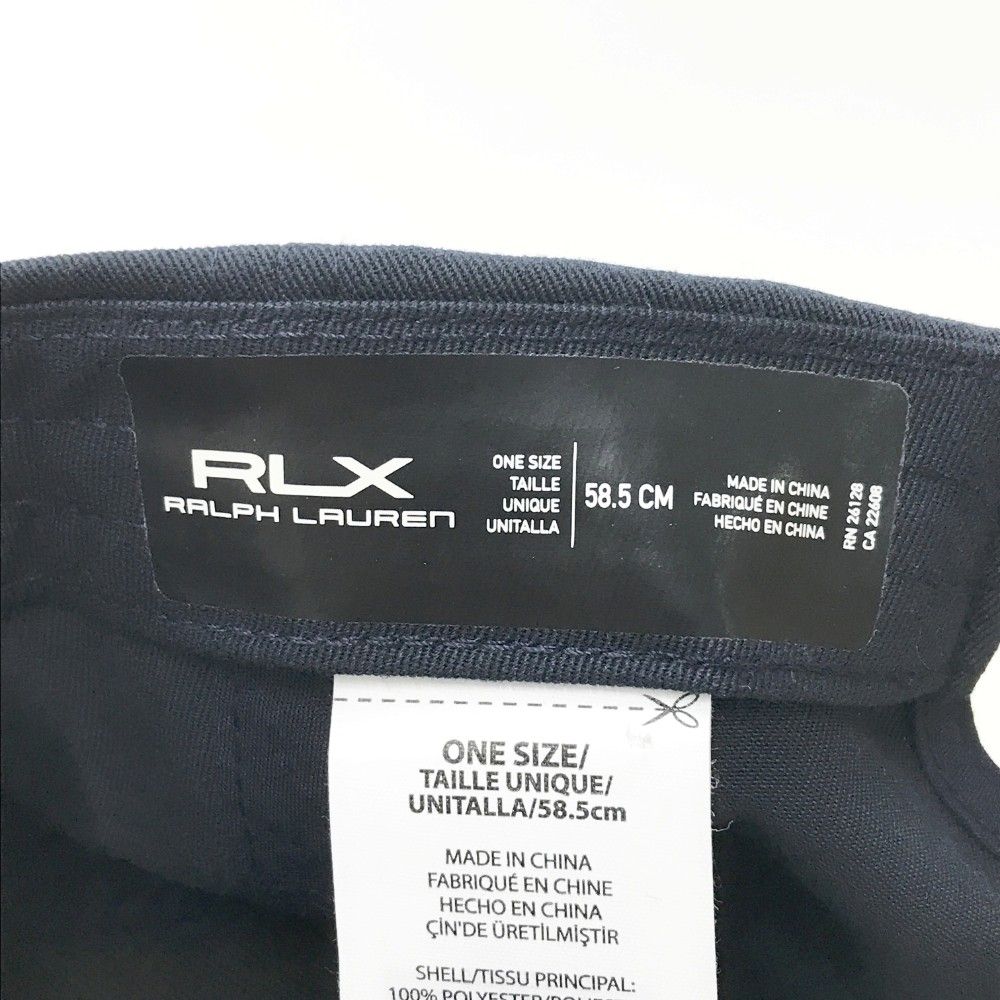 RLX
RALPH LAUREN
ONE SIZE
TAILLE
UNIQUE
UNITALLA
58.5 CM
MADE IN CHINA
FABRIQUÉ EN CHINE
HECHO EN CHINA
RN 26128
CA 22608
ONE SIZE/
TAILLE UNIQUE/
UNITALLA/58.5cm
MADE IN CHINA
FABRIQUÉ EN CHINE
HECHO EN CHINA
ÇİN'DE ÜRETİLMİŞTİR
SHELL/TISSU PRINCIPAL:
100%